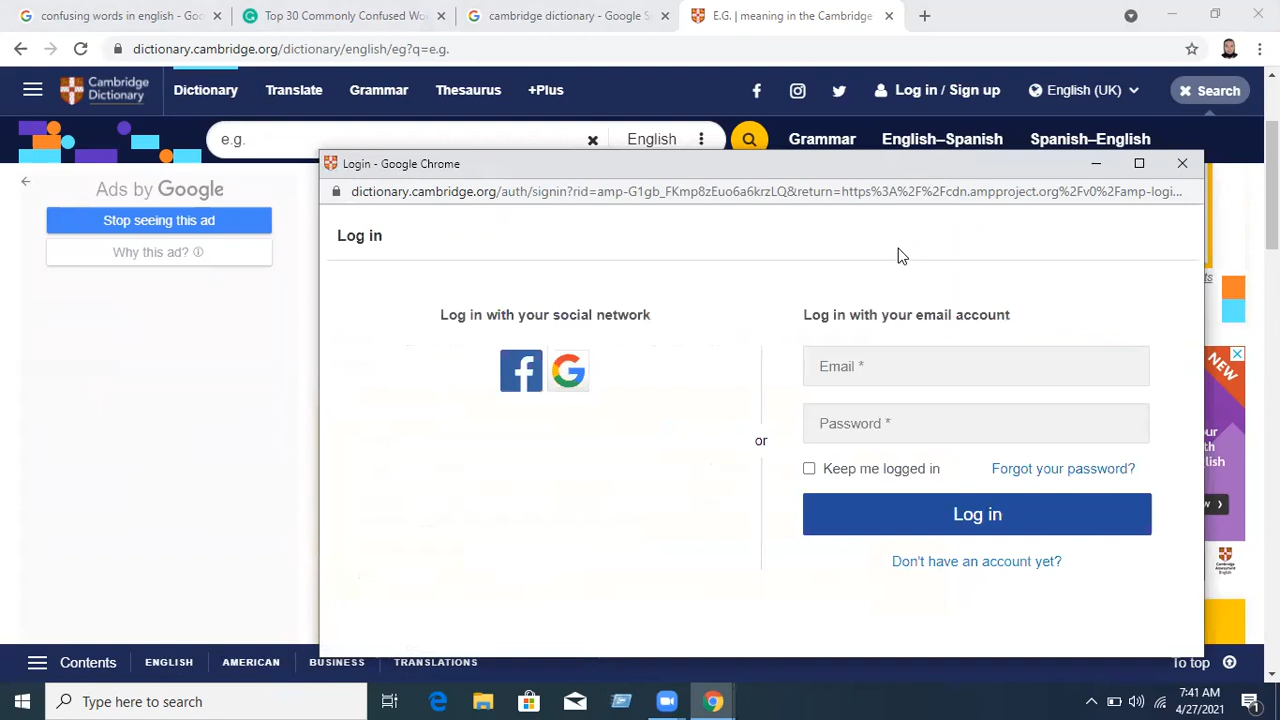 confusing words in english - Goo
Top 30 Commonly Confused Wor
cambridge dictionary - Google Se
E.G. | meaning in the Cambridge
dictionary.cambridge.org/dictionary/english/eg?q=e.g.
Cambridge
Dictionary
Dictionary
Translate
Grammar
Thesaurus
+Plus
Log in / Sign up
English (UK)
Search
e.g.
English
Grammar
English–Spanish
Spanish–English
Ads by Google
Stop seeing this ad
Why this ad?
Login - Google Chrome
dictionary.cambridge.org/auth/signin?rid=amp-G1gb_FKmp8zEuo6a6krzLQ&return=https%3A%2F%2Fcdn.ampproject.org%2Fv0%2Famp-logi...
Log in
Log in with your social network
Log in with your email account
Email *
Password *
or
Keep me logged in
Forgot your password?
Log in
Don't have an account yet?
NEW
Contents
ENGLISH
AMERICAN
BUSINESS
TRANSLATIONS
To top
Type here to search
7:41 AM
4/27/2021